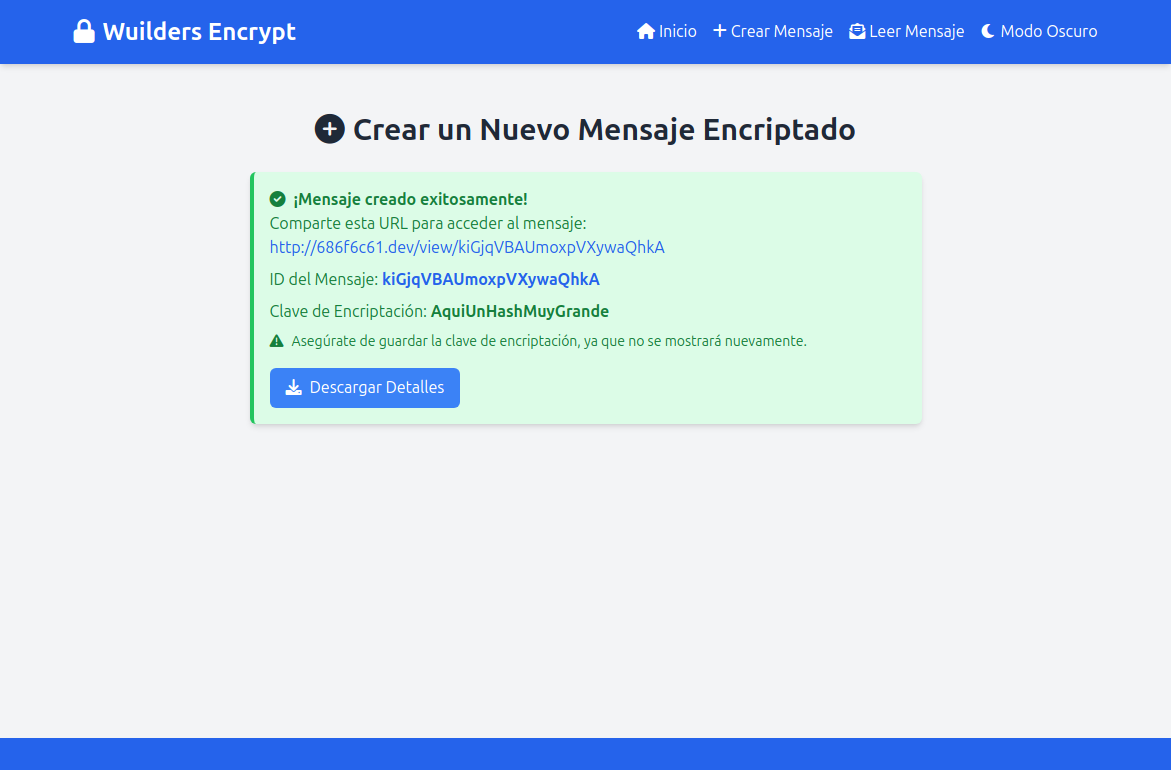 Wuilders Encrypt
Inicio
Crear Mensaje
Leer Mensaje
Modo Oscuro
Crear un Nuevo Mensaje Encriptado
¡Mensaje creado exitosamente!
Comparte esta URL para acceder al mensaje:
http://686f6c61.dev/view/kiGjqVBAUmoxpVXywaQhkA
ID del Mensaje: kiGjqVBAUmoxpVXywaQhkA
Clave de Encriptación: AquiUnHashMuyGrande
Asegúrate de guardar la clave de encriptación, ya que no se mostrará nuevamente.
Descargar Detalles